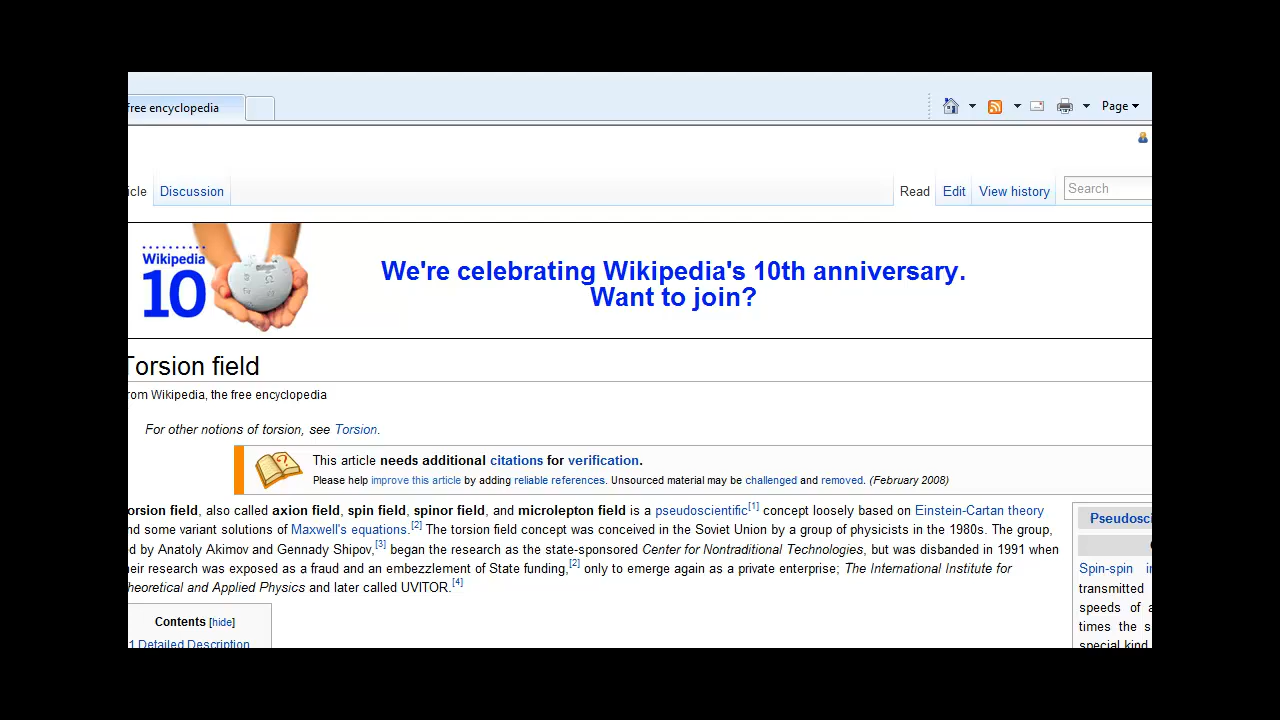 free encyclopedia
Page
icle Discussion Read Edit View history Search
Wikipedia
10
We're celebrating Wikipedia's 10th anniversary.
Want to join?
Torsion field
rom Wikipedia, the free encyclopedia
For other notions of torsion, see Torsion.
This article needs additional citations for verification.
Please help improve this article by adding reliable references. Unsourced material may be challenged and removed. (February 2008)
orsion field, also called axion field, spin field, spinor field, and microlepton field is a pseudoscientific[1] concept loosely based on Einstein-Cartan theory
nd some variant solutions of Maxwell's equations.[2] The torsion field concept was conceived in the Soviet Union by a group of physicists in the 1980s. The group,
ed by Anatoly Akimov and Gennady Shipov,[3] began the research as the state-sponsored Center for Nontraditional Technologies, but was disbanded in 1991 when
heir research was exposed as a fraud and an embezzlement of State funding,[2] only to emerge again as a private enterprise; The International Institute for
heoretical and Applied Physics and later called UVITOR.[4]
Contents [hide]
1 Detailed Description
Pseudosci
Spin-spin in
transmitted
speeds of a
times the s
special kind